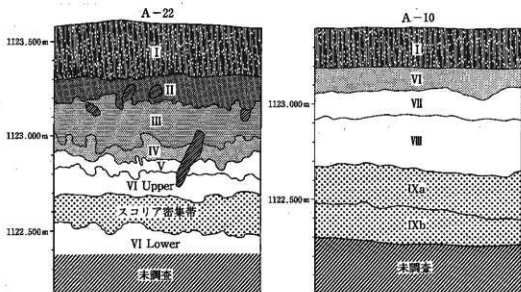 A-22
1123.500m
I
II
III
1123.000m
IV
V
VI Upper
スコリア密集帯
1122.500m
VI Lower
未調査
A-10
I
VI
1123.000m
VII
VIII
IXa
1122.500m
IXb
未調査